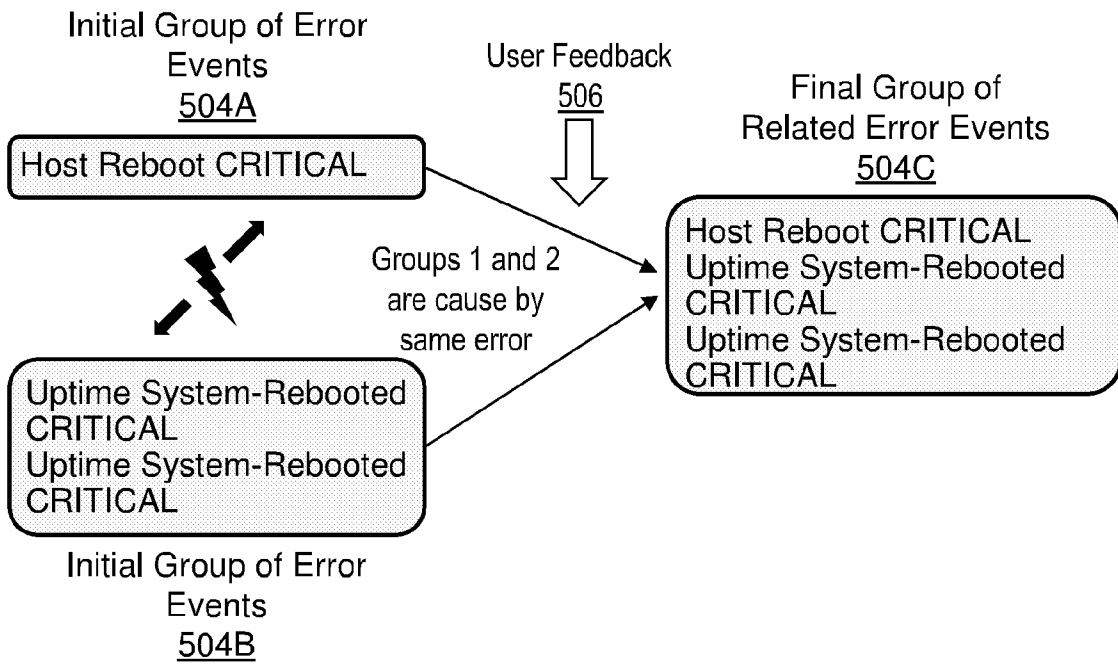 Initial Group of Error
Events
504A
Host Reboot CRITICAL
User Feedback
506
Groups 1 and 2
are cause by
same error
Uptime System-Rebooted
CRITICAL
Uptime System-Rebooted
CRITICAL
Initial Group of Error
Events
504B
Final Group of
Related Error Events
504C
Host Reboot CRITICAL
Uptime System-Rebooted
CRITICAL
Uptime System-Rebooted
CRITICAL